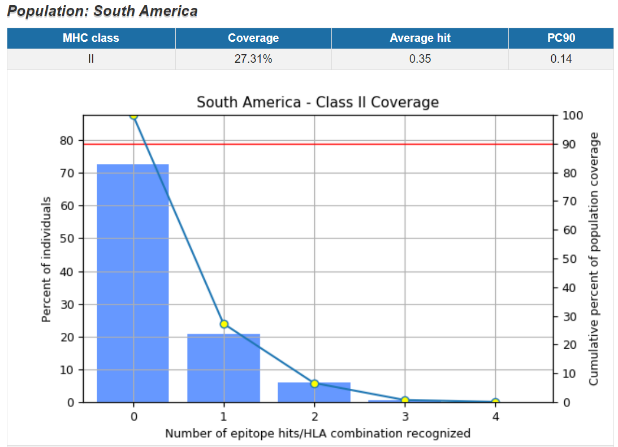 Population: South America
MHC class Coverage Average hit PC90
II 27.31% 0.35 0.14
South America - Class II Coverage
80
70
60
50
40
30
20
10
0
Percent of individuals
100
90
80
70
60
50
40
30
20
10
0
Cumulative percent of population coverage
0 1 2 3 4
Number of epitope hits/HLA combination recognized